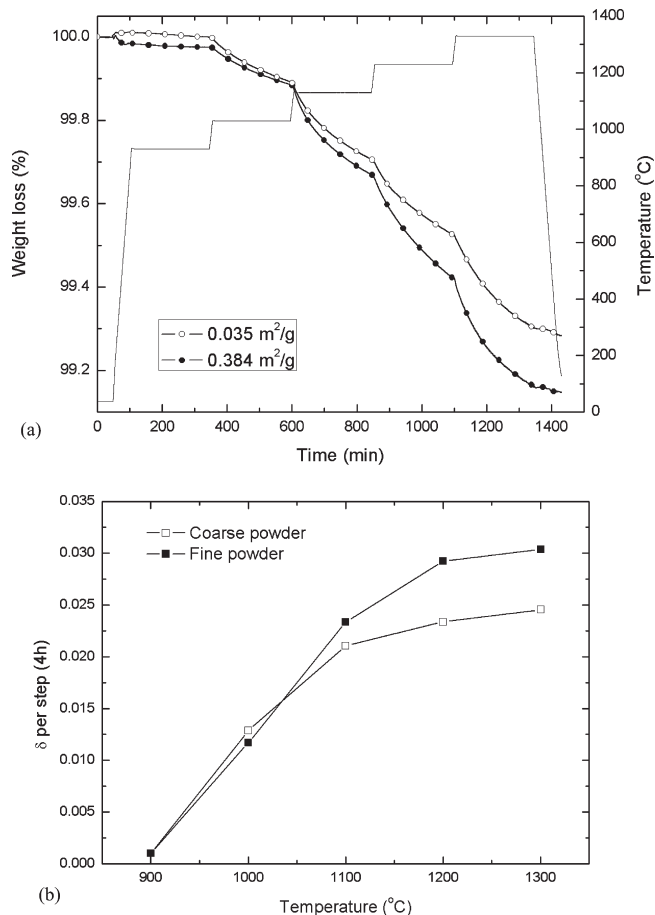 100.0
99.8
99.6
99.4
99.2
Weight loss (%)
1400
1200
1000
800
600
400
200
0
Temperature (°C)
0.035 m²/g
0.384 m²/g
0 200 400 600 800 1000 1200 1400
(a)
Time (min)
0.035
0.030
0.025
0.020
0.015
0.010
0.005
0.000
δ per step (4h)
Coarse powder
Fine powder
900 1000 1100 1200 1300
(b)
Temperature (°C)